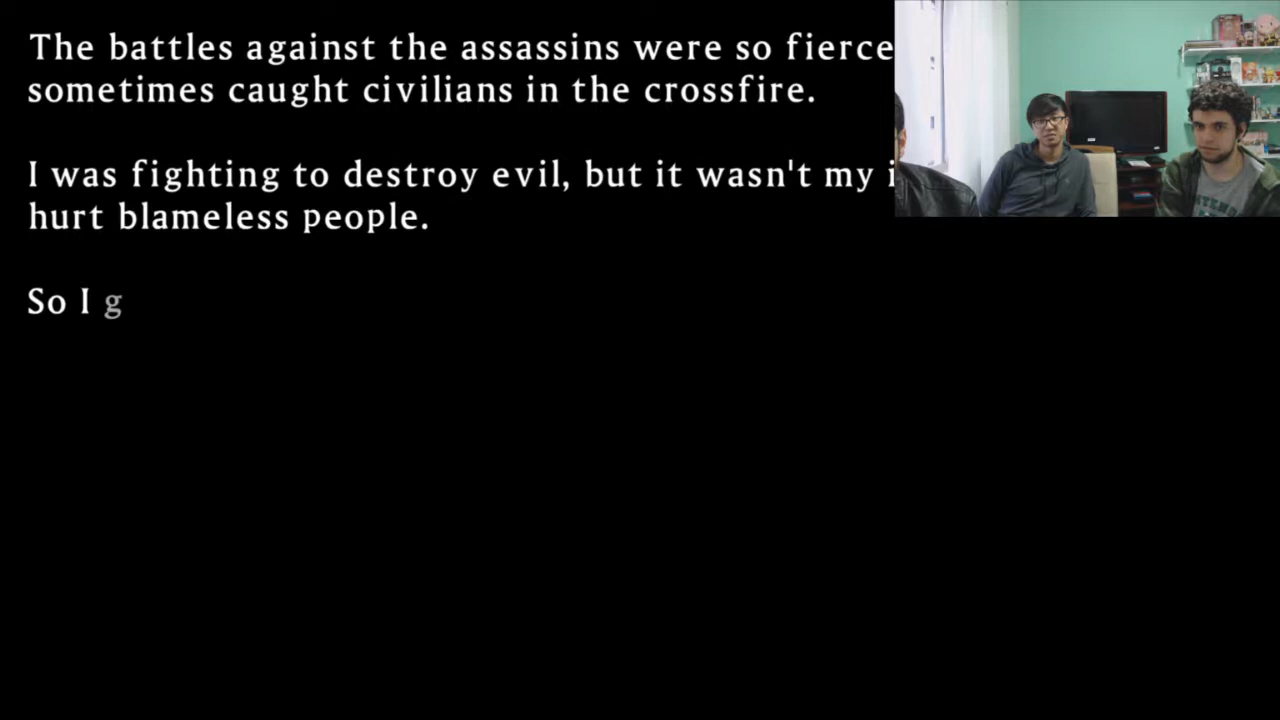 The battles against the assassins were so fierce
sometimes caught civilians in the crossfire.
I was fighting to destroy evil, but it wasn't my i
hurt blameless people.
So I g